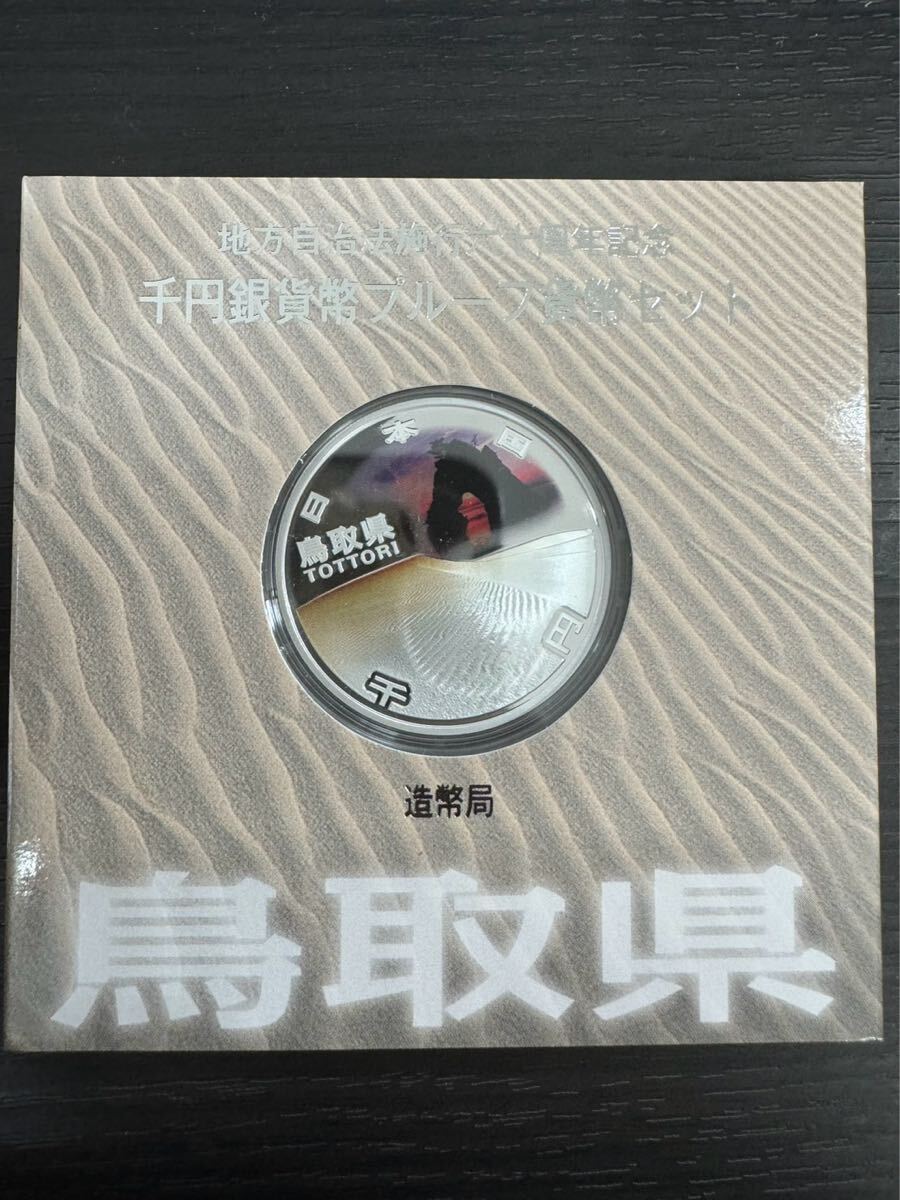 地方自治法施行六十周年記念
千円銀貨幣プルーフ貨幣セット
日本国
鳥取県
TOTTORI
千円
造幣局
鳥取県